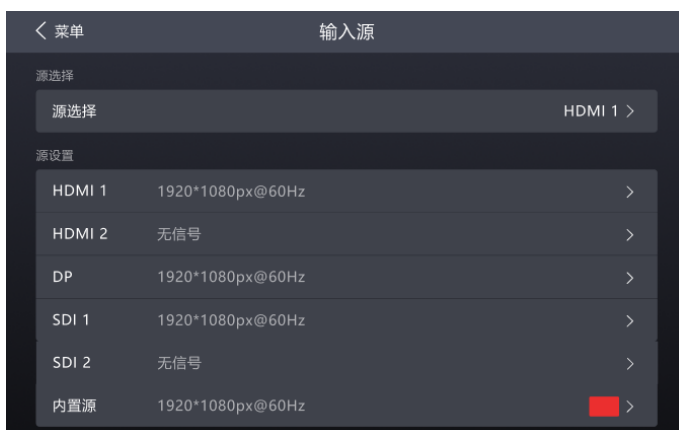 菜单 输入源
源选择
源选择 HDMI 1
源设置
HDMI 1 1920*1080px@60Hz
HDMI 2 无信号
DP 1920*1080px@60Hz
SDI 1 1920*1080px@60Hz
SDI 2 无信号
内置源 1920*1080px@60Hz